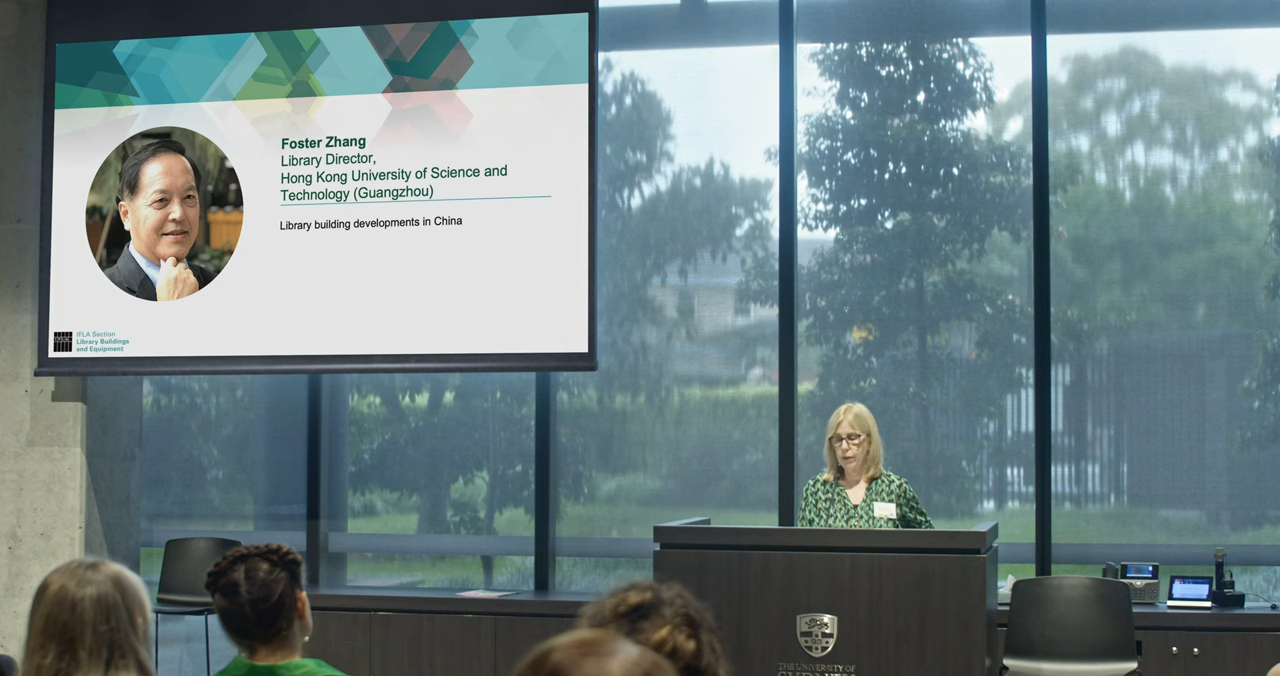 Foster Zhang
Library Director,
Hong Kong University of Science and
Technology (Guangzhou)
Library building developments in China
IFLA Section
Library Buildings
and Equipment
THE UNIVERSITY OF
SYDNEY